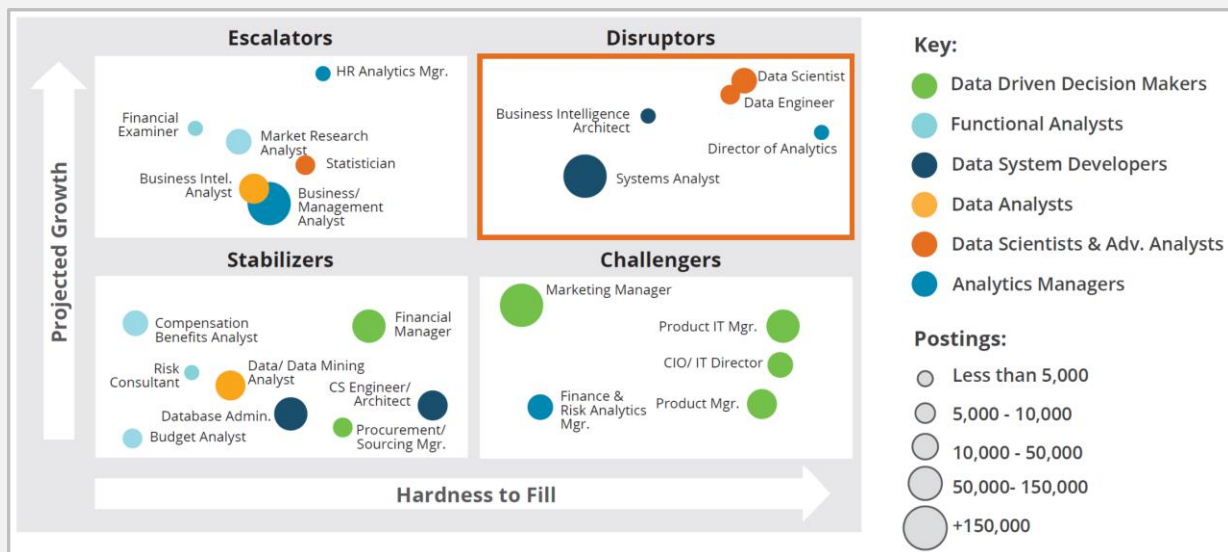 Escalators
Disruptors
HR Analytics Mgr.
Financial
Examiner
Market Research
Analyst
Statistician
Business Intel.
Analyst
Business/
Management
Analyst
Data Scientist
Data Engineer
Business Intelligence
Architect
Director of Analytics
Systems Analyst
Stabilizers
Challengers
Compensation
Benefits Analyst
Financial
Manager
Risk
Consultant
Data/ Data Mining
Analyst
CS Engineer/
Architect
Database Admin.
Budget Analyst
Procurement/
Sourcing Mgr.
Marketing Manager
Product IT Mgr.
CIO/ IT Director
Finance &
Risk Analytics
Mgr.
Product Mgr.
Projected Growth
Hardness to Fill
Key:
Data Driven Decision Makers
Functional Analysts
Data System Developers
Data Analysts
Data Scientists & Adv. Analysts
Analytics Managers
Postings:
Less than 5,000
5,000 - 10,000
10,000 - 50,000
50,000- 150,000
+150,000